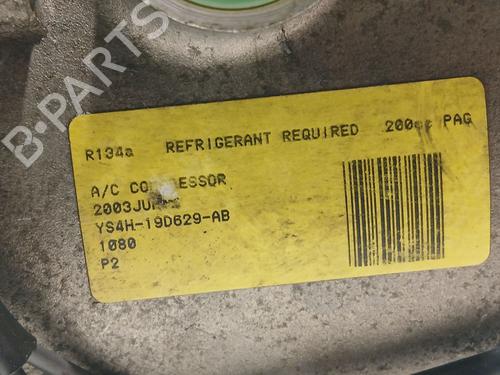 B-PARTS
R134a REFRIGERANT REQUIRED 200cc PAG
A/C COMPRESSOR
YS4H-19D629-AB
1080
P2